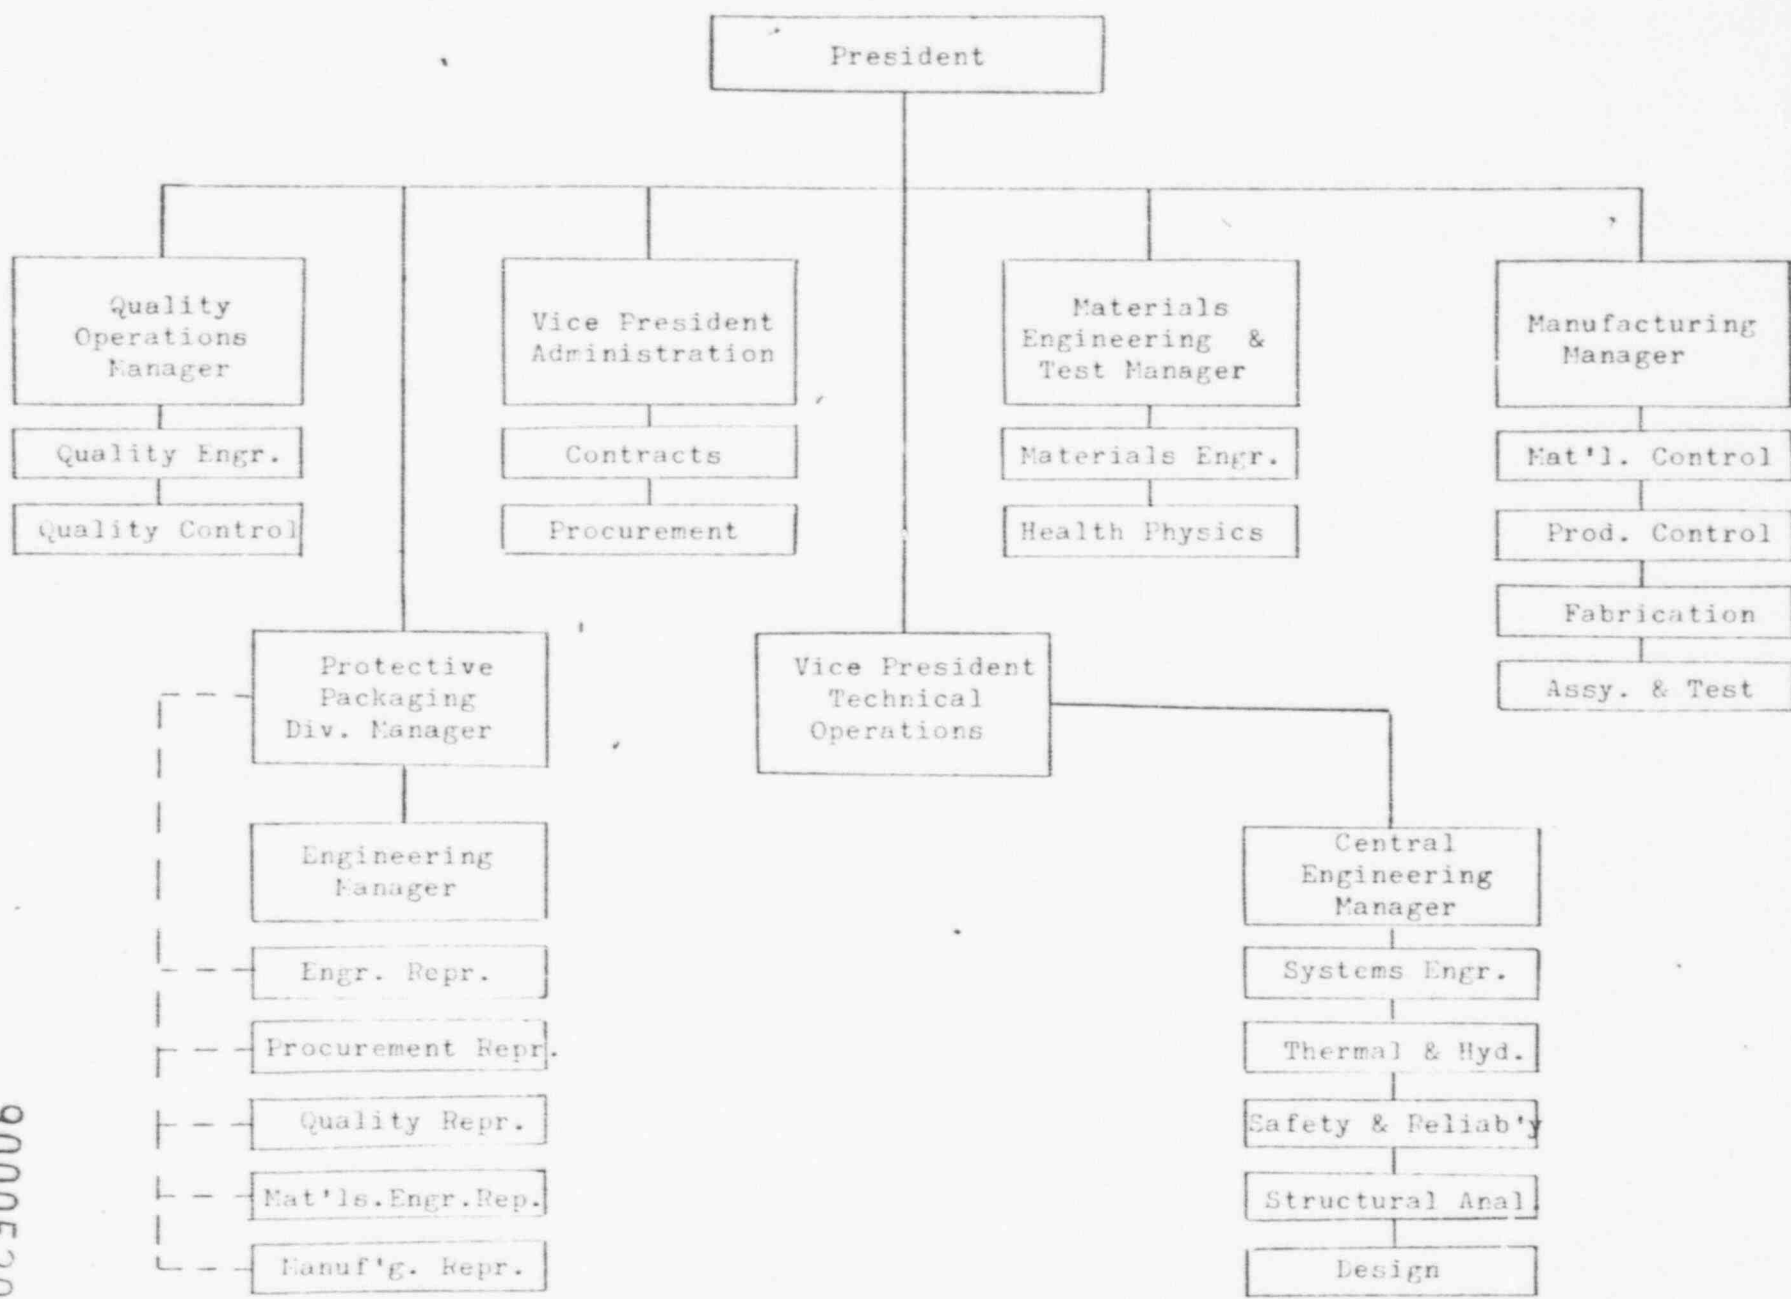 President
Quality
Operations
Manager
Quality Engr.
Quality Control
Vice President
Administration
Contracts
Procurement
Materials
Engineering &
Test Manager
Materials Engr.
Health Physics
Manufacturing
Manager
Mat'l. Control
Prod. Control
Fabrication
Assy. & Test
Protective
Packaging
Div. Manager
Engineering
Manager
Engr. Repr.
Procurement Repr.
Quality Repr.
Mat'ls.Engr.Rep.
Manuf'g. Repr.
Vice President
Technical
Operations
Central
Engineering
Manager
Systems Engr.
Thermal & Hyd.
Safety & Reliab'y
Structural Anal
Design